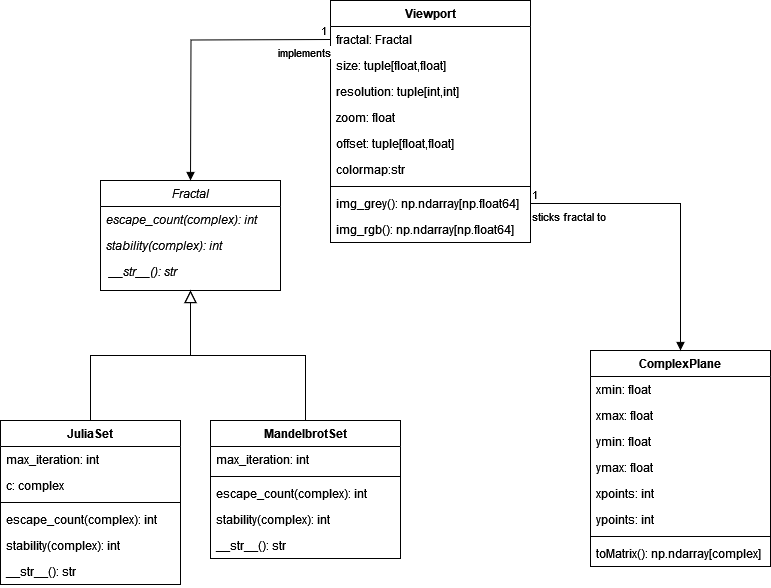 Viewport
fractal: Fractal
size: tuple[float,float]
resolution: tuple[int,int]
zoom: float
offset: tuple[float,float]
colormap:str
img_grey(): np.ndarray[np.float64]
img_rgb(): np.ndarray[np.float64]
1
implements
1
sticks fractal to
Fractal
escape_count(complex): int
stability(complex): int
__str__(): str
JuliaSet
max_iteration: int
c: complex
escape_count(complex): int
stability(complex): int
__str__(): str
MandelbrotSet
max_iteration: int
escape_count(complex): int
stability(complex): int
__str__(): str
ComplexPlane
xmin: float
xmax: float
ymin: float
ymax: float
xpoints: int
ypoints: int
toMatrix(): np.ndarray[complex]